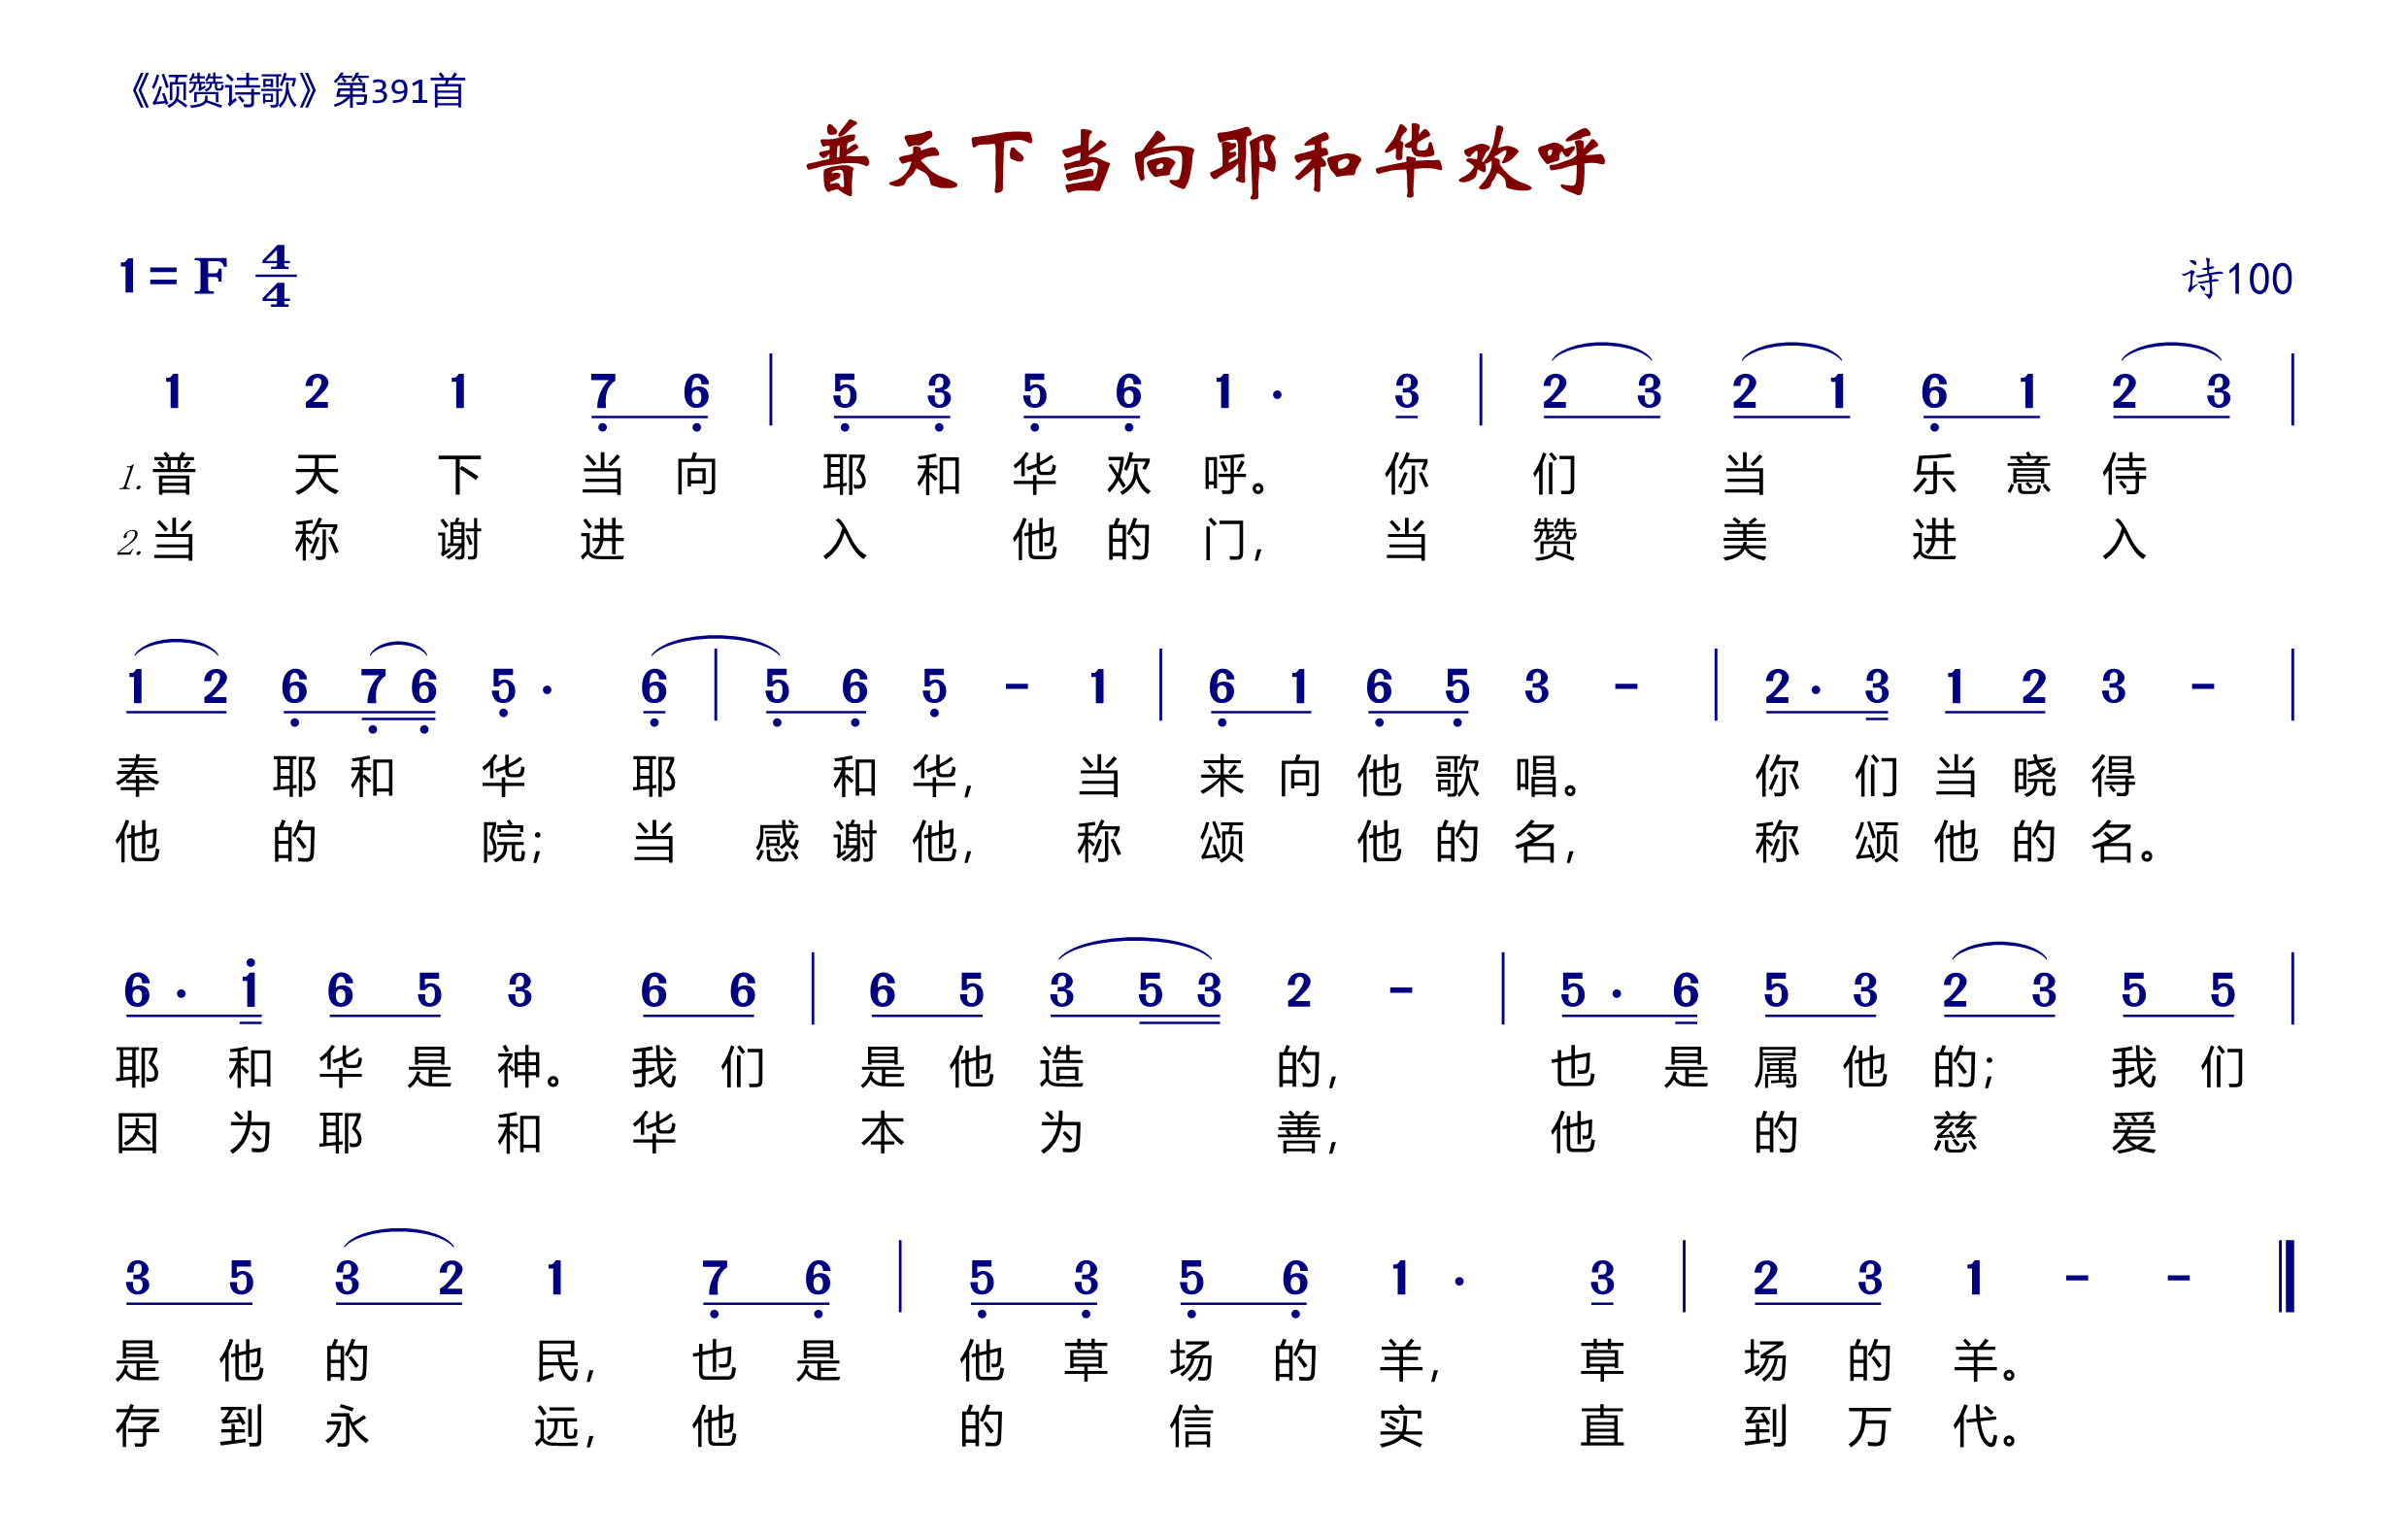 《颂赞诗歌》第391首
普天下当向耶和华欢呼
1= F 4/4 诗100
1 2 1 7 6 | 5 3 5 6 1 · 3 | 2 3 2 1 6 1 2 3 |
1.普 天 下 当 向 耶 和 华 欢 呼。 你 们 当 乐 意 侍
2.当 称 谢 进 入 他 的 门, 当 赞 美 进 入
1 2 6 7 6 5 · 6 | 5 6 5 - 1 | 6 1 6 5 3 - | 2 · 3 1 2 3 - |
奉 耶 和 华 耶 和 华, 当 来 向 他 歌 唱。 你 们 当 晓 得
他 的 院; 当 感 谢 他, 称 颂 他 的 名, 称 颂 他 的 名。
6 · 1 6 5 3 6 6 | 6 5 3 5 3 2 - | 5 · 6 5 3 2 3 5 5 |
耶 和 华 是 神。 我 们 是 他 造 的, 也 是 属 他 的; 我 们
因 为 耶 和 华 本 为 善, 他 的 慈 爱
3 5 3 2 1 7 6 | 5 3 5 6 1 · 3 | 2 3 1 - - ‖
是 他 的 民, 也 是 他 草 场 的 羊, 草 场 的 羊。
存 到 永 远, 他 的 信 实 直 到 万 代。